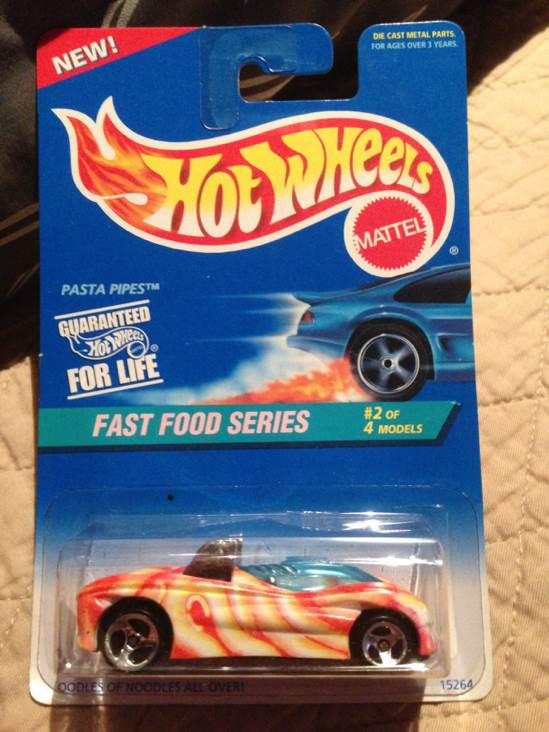 NEW!
DIE CAST METAL PARTS.
FOR AGES OVER 3 YEARS.
HOT WHEELS
MATTEL
®
PASTA PIPES™
GUARANTEED
HOT WHEELS ®
FOR LIFE
FAST FOOD SERIES
#2 OF
4 MODELS
OODLES OF NOODLES ALL OVER!
15264